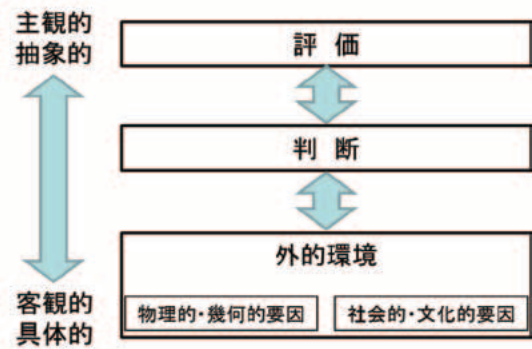 主観的
抽象的
評 価
判 断
外的環境
物理的・幾何的要因
社会的・文化的要因
客観的
具体的